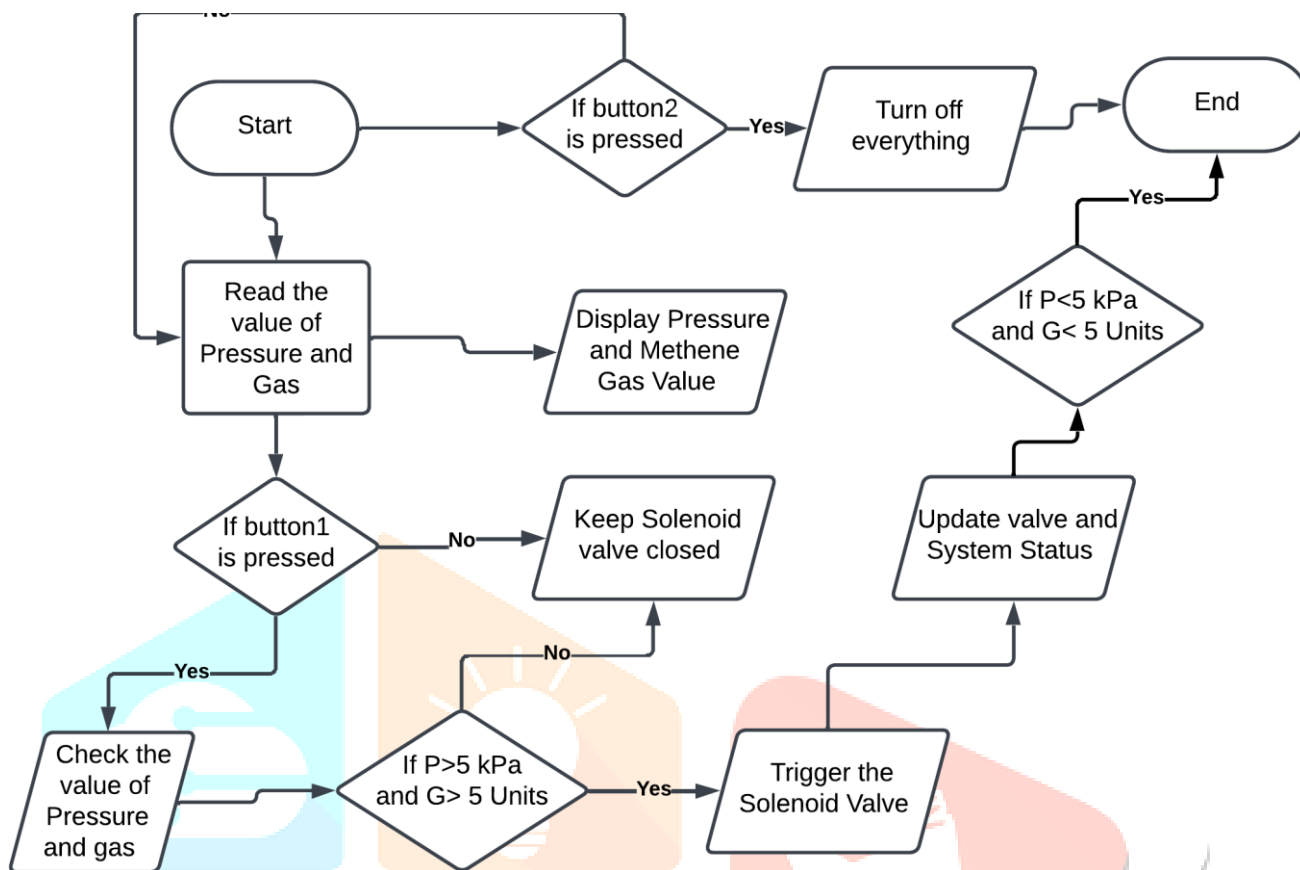 No
Start
If button2
is pressed
Yes
Turn off
everything
End
Yes
Read the
value of
Pressure and
Gas
Display Pressure
and Methene
Gas Value
If P<5 kPa
and G< 5 Units
If button1
is pressed
No
Keep Solenoid
valve closed
Update valve and
System Status
Yes
No
Check the
value of
Pressure
and gas
If P>5 kPa
and G> 5 Units
Yes
Trigger the
Solenoid Valve